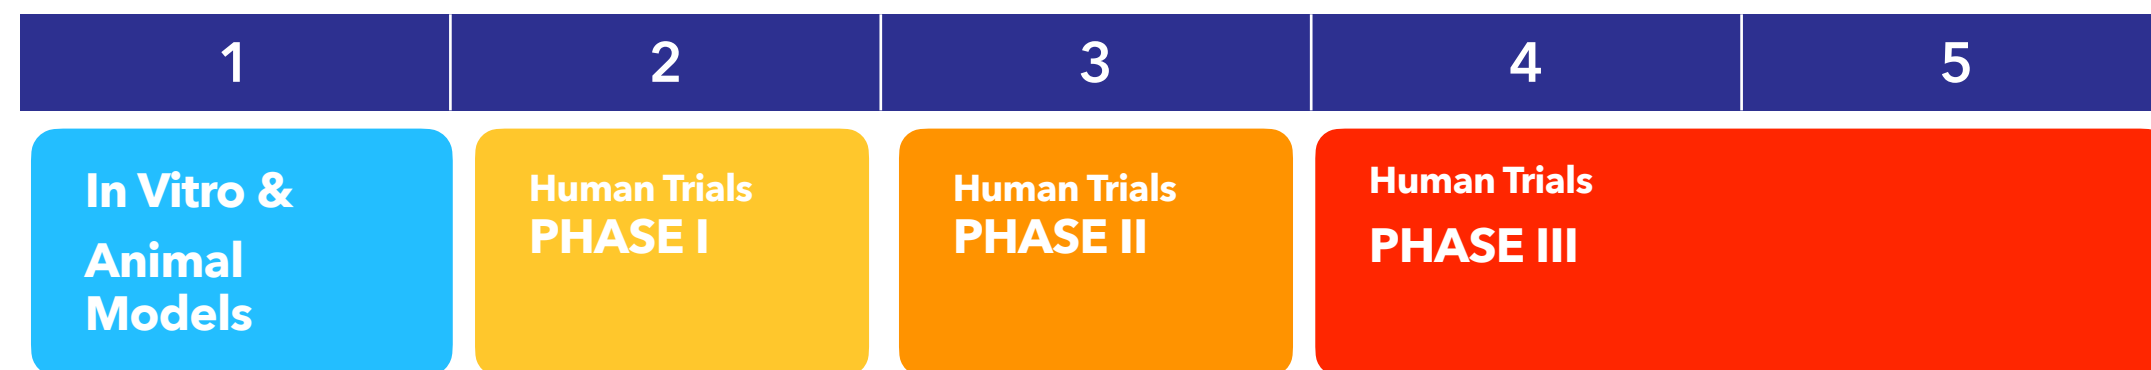 1 2 3 4 5
In Vitro &
Animal
Models
Human Trials
PHASE I
Human Trials
PHASE II
Human Trials
PHASE III